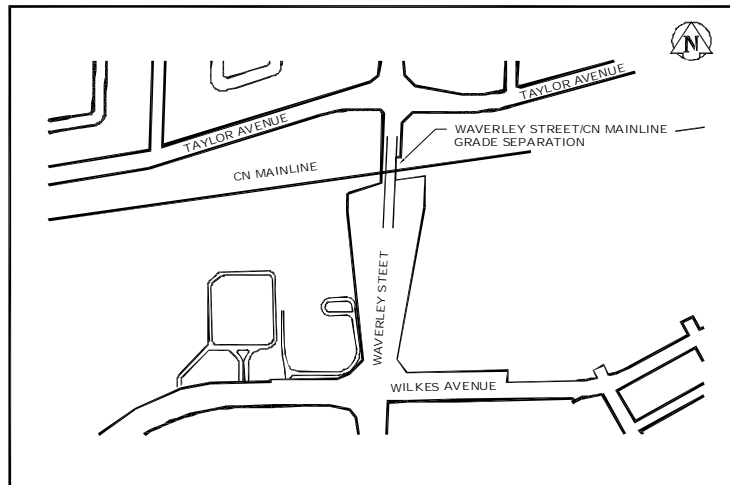 N
TAYLOR AVENUE
TAYLOR AVENUE
WAVERLEY STREET/CN MAINLINE
GRADE SEPARATION
CN MAINLINE
WAVERLEY STEET
WILKES AVENUE